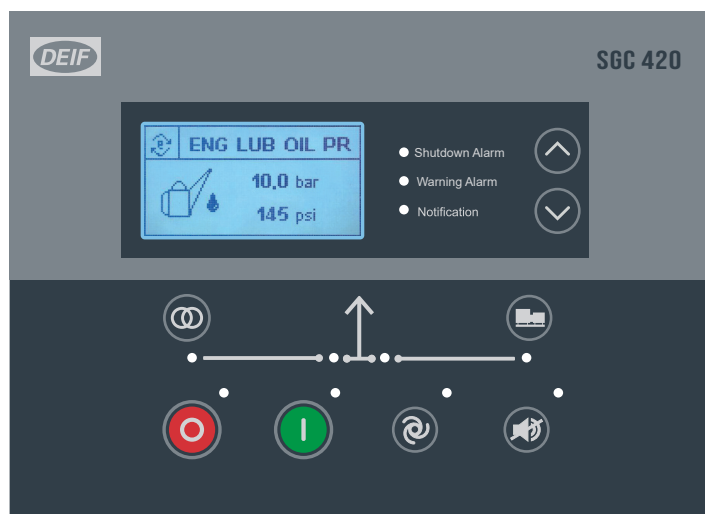 DEIF
SGC 420
ENG LUB OIL PR
10,0 bar
145 psi
Shutdown Alarm
Warning Alarm
Notification